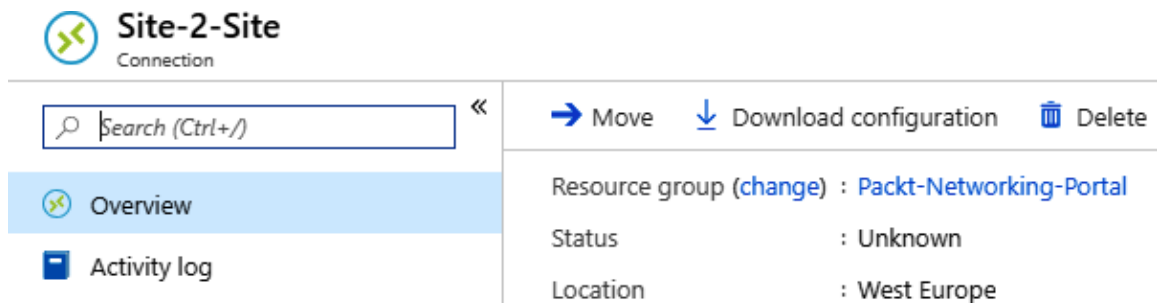 Site-2-Site
Connection
Search (Ctrl+/)
«
Overview
Activity log
Move Download configuration Delete
Resource group (change) : Packt-Networking-Portal
Status : Unknown
Location : West Europe